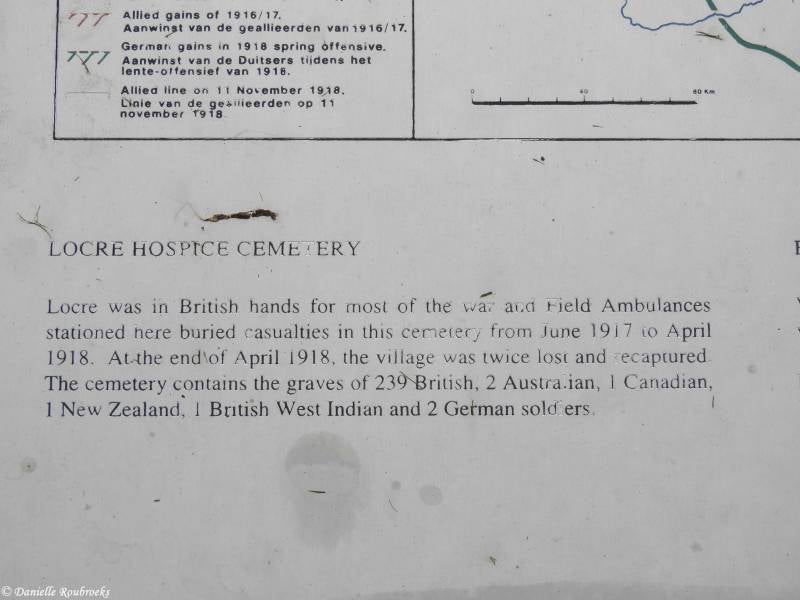 Allied gains of 1916/17.
Aanwinst van de geallieerden van 1916/17.
German gains in 1918 spring offensive.
Aanwinst van de Duitsers tijdens het
lente-offensief van 1918.
Allied line on 11 November 1918.
Linie van de geallieerden op 11
november 1918.
0 40 80 Km
LOCRE HOSPICE CEMETERY
Locre was in British hands for most of the war and Field Ambulances
stationed here buried casualties in this cemetery from June 1917 to April
1918. At the end of April 1918, the village was twice lost and recaptured.
The cemetery contains the graves of 239 British, 2 Australian, 1 Canadian,
1 New Zealand, 1 British West Indian and 2 German soldiers.
© Danielle Roubroeks